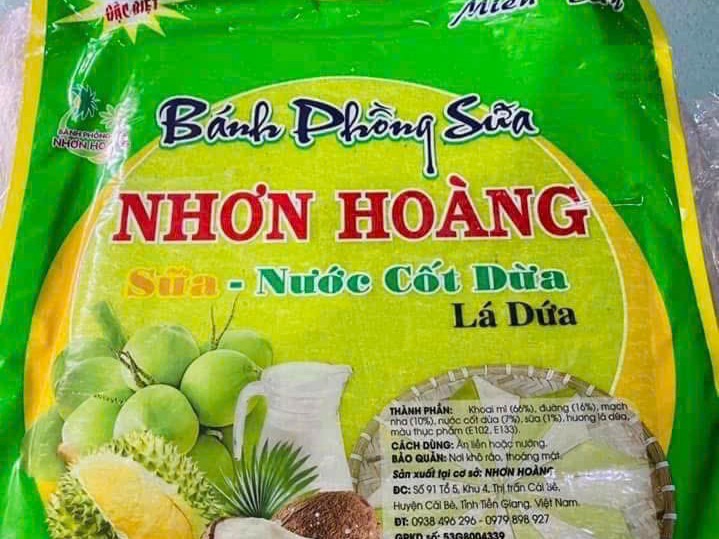 ĐẶC BIỆT
Miền
BÁNH PHỒNG
NHƠN HOÀNG
Bánh Phồng Sữa
NHƠN HOÀNG
Sữa - Nước Cốt Dừa
Lá Dứa
THÀNH PHẦN: Khoai mì (66%), đường (16%), mạch
nha (10%), nước cốt dừa (7%), sữa (1%), hương lá dứa,
màu thực phẩm (E102, E133).
CÁCH DÙNG: Ăn liền hoặc nướng.
BẢO QUẢN: Nơi khô ráo, thoáng mát.
Sản xuất tại cơ sở: NHƠN HOÀNG
ĐC: Số 91 Tổ 5, Khu 4, Thị trấn Cái Bè,
Huyện Cái Bè, Tỉnh Tiền Giang, Việt Nam.
ĐT: 0938 496 296 - 0979 898 927
GPKD số: 53G8004339